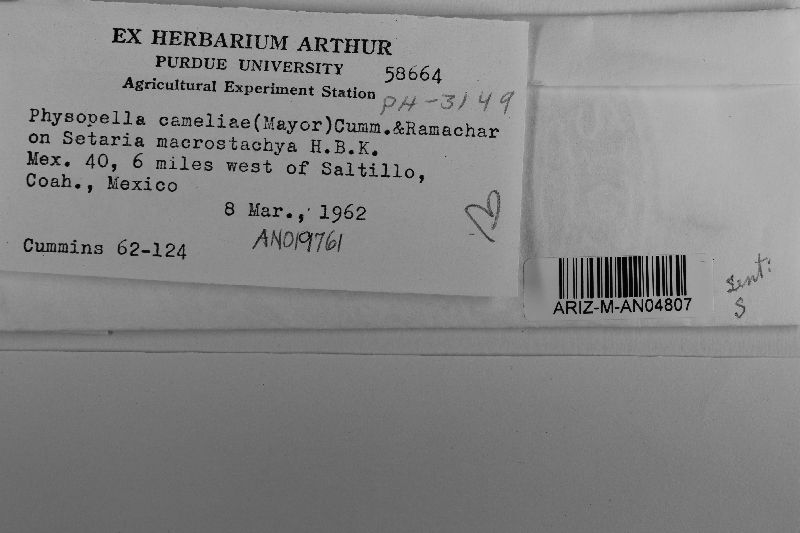 EX HERBARIUM ARTHUR
PURDUE UNIVERSITY 58664
Agricultural Experiment Station PH-3149
Physopella cameliae(Mayor)Cumm.&Ramachar
on Setaria macrostachya H.B.K.
Mex. 40, 6 miles west of Saltillo,
Coah., Mexico
8 Mar., 1962
Cummins 62-124
AN019761
ARIZ-M-AN04807
Sent:
S